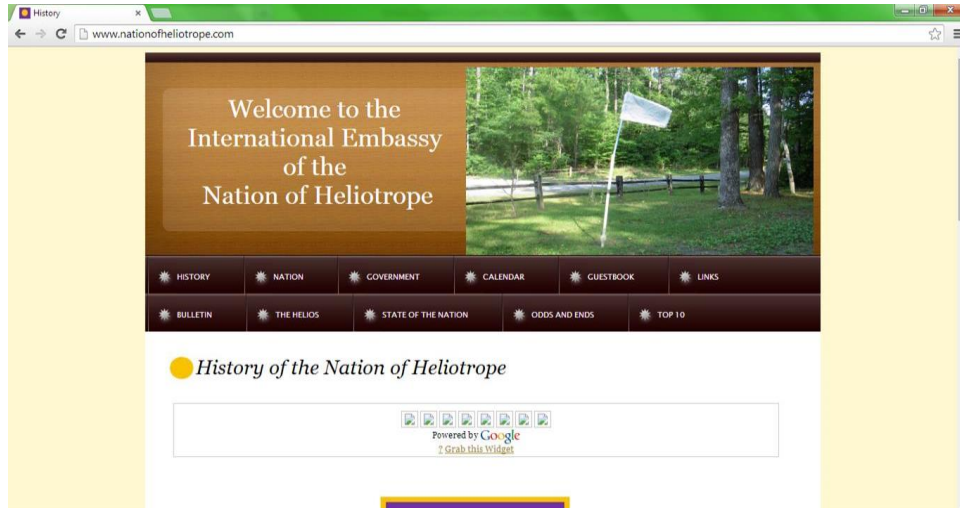 History
www.nationofheliotrope.com
Welcome to the
International Embassy
of the
Nation of Heliotrope
HISTORY NATION GOVERNMENT CALENDAR GUESTBOOK LINKS
BULLETIN THE HELIOS STATE OF THE NATION ODDS AND ENDS TOP 10
History of the Nation of Heliotrope
Powered by Google
? Grab this Widget